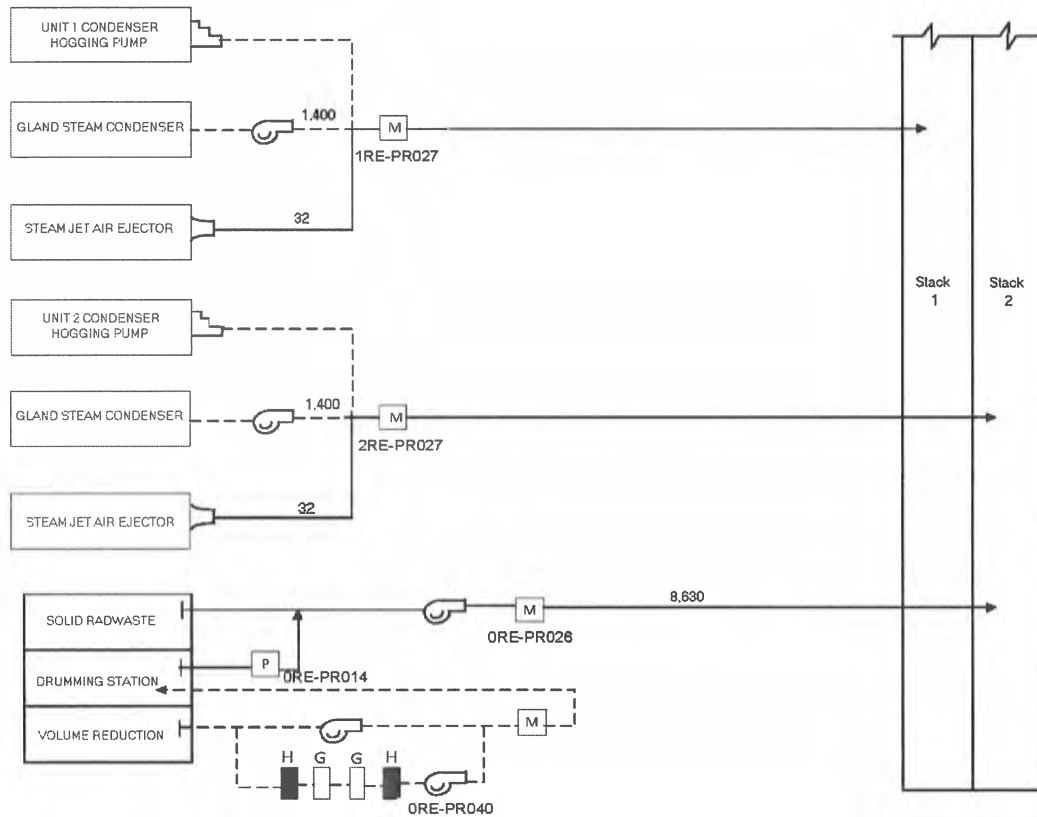 UNIT 1 CONDENSER
HOGGING PUMP
GLAND STEAM CONDENSER
1,400
M
1RE-PR027
STEAM JET AIR EJECTOR
32
Stack
1
Stack
2
UNIT 2 CONDENSER
HOGGING PUMP
GLAND STEAM CONDENSER
1,400
M
2RE-PR027
STEAM JET AIR EJECTOR
32
SOLID RADWASTE
M
8,630
0RE-PR026
DRUMMING STATION
P
0RE-PR014
VOLUME REDUCTION
M
H
G
G
H
0RE-PR040